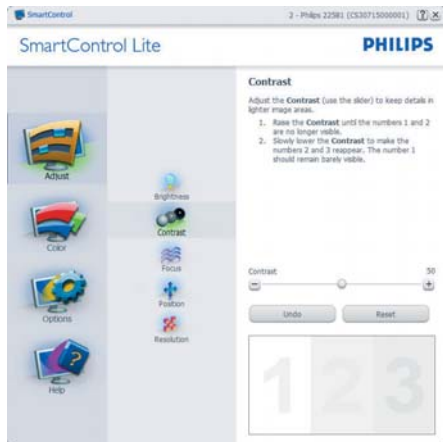 SmartControl
2 - Philips 225B1 (CS30715000001)
SmartControl Lite
PHILIPS
Adjust
Color
Options
Help
Brightness
Contrast
Focus
Position
Resolution
Contrast
Adjust the Contrast (use the slider) to keep details in
lighter image areas.
1. Raise the Contrast until the numbers 1 and 2
are no longer visible.
2. Slowly lower the Contrast to make the
numbers 2 and 3 reappear. The number 1
should remain barely visible.
Contrast 50
Undo Reset
1 2 3